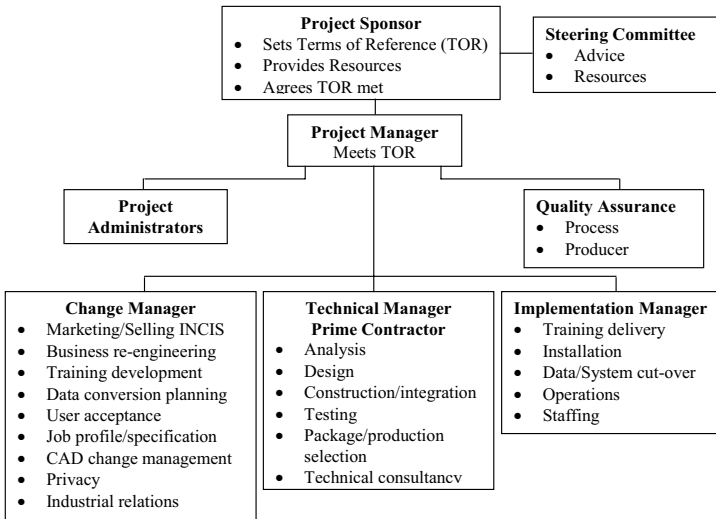 Project Sponsor
• Sets Terms of Reference (TOR)
• Provides Resources
• Agrees TOR met
Steering Committee
• Advice
• Resources
Project Manager
Meets TOR
Project
Administrators
Quality Assurance
• Process
• Producer
Change Manager
• Marketing/Selling INCIS
• Business re-engineering
• Training development
• Data conversion planning
• User acceptance
• Job profile/specification
• CAD change management
• Privacy
• Industrial relations
Technical Manager
Prime Contractor
• Analysis
• Design
• Construction/integration
• Testing
• Package/production
selection
• Technical consultancy
Implementation Manager
• Training delivery
• Installation
• Data/System cut-over
• Operations
• Staffing